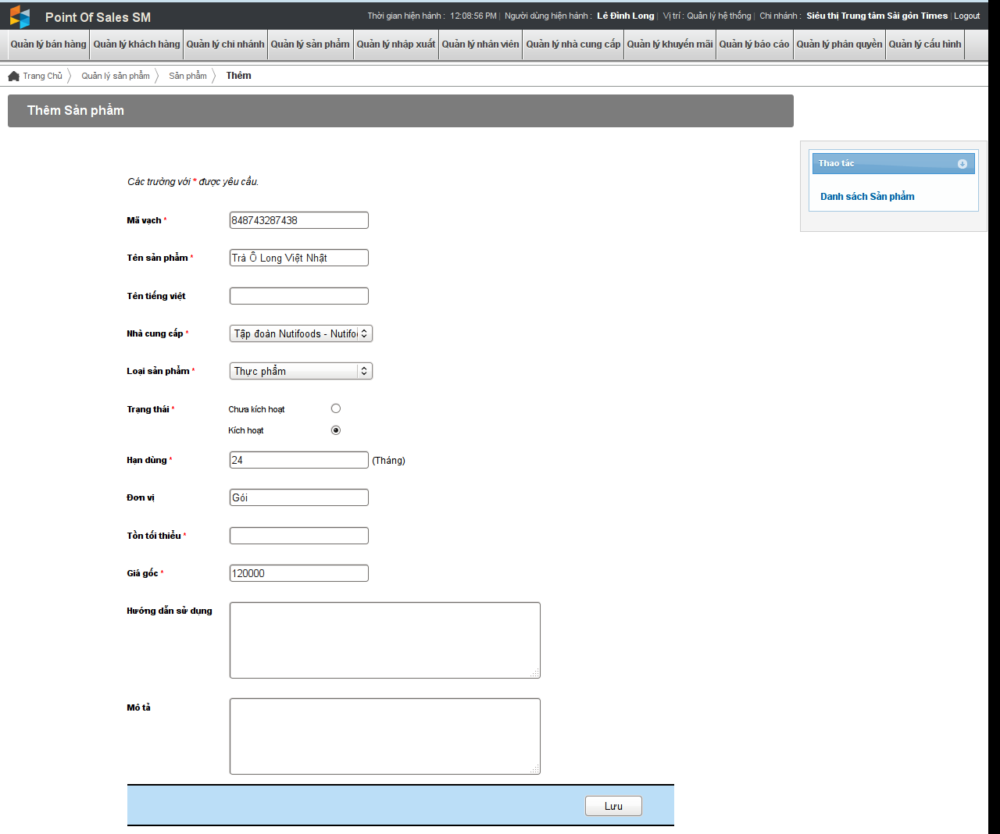 Point Of Sales SM
Thời gian hiện hành : 12:08:56 PM | Người dùng hiện hành : Lê Đình Long | Vị trí : Quản lý hệ thống | Chi nhánh : Siêu thị Trung tâm Sài gòn Times | Logout
Quản lý bán hàng Quản lý khách hàng Quản lý chi nhánh Quản lý sản phẩm Quản lý nhập xuất Quản lý nhân viên Quản lý nhà cung cấp Quản lý khuyến mãi Quản lý báo cáo Quản lý phân quyền Quản lý cấu hình
Trang Chủ Quản lý sản phẩm Sản phẩm Thêm
Thêm Sản phẩm
Thao tác
Danh sách Sản phẩm
Các trường với * được yêu cầu.
Mã vạch * 848743287438
Tên sản phẩm * Trà Ô Long Việt Nhật
Tên tiếng việt
Nhà cung cấp * Tập đoàn Nutifoods - Nutifo
Loại sản phẩm * Thực phẩm
Trạng thái * Chưa kích hoạt
Kích hoạt
Hạn dùng * 24 (Tháng)
Đơn vị Gói
Tồn tối thiểu *
Giá gốc * 120000
Hướng dẫn sử dụng
Mô tả
Lưu